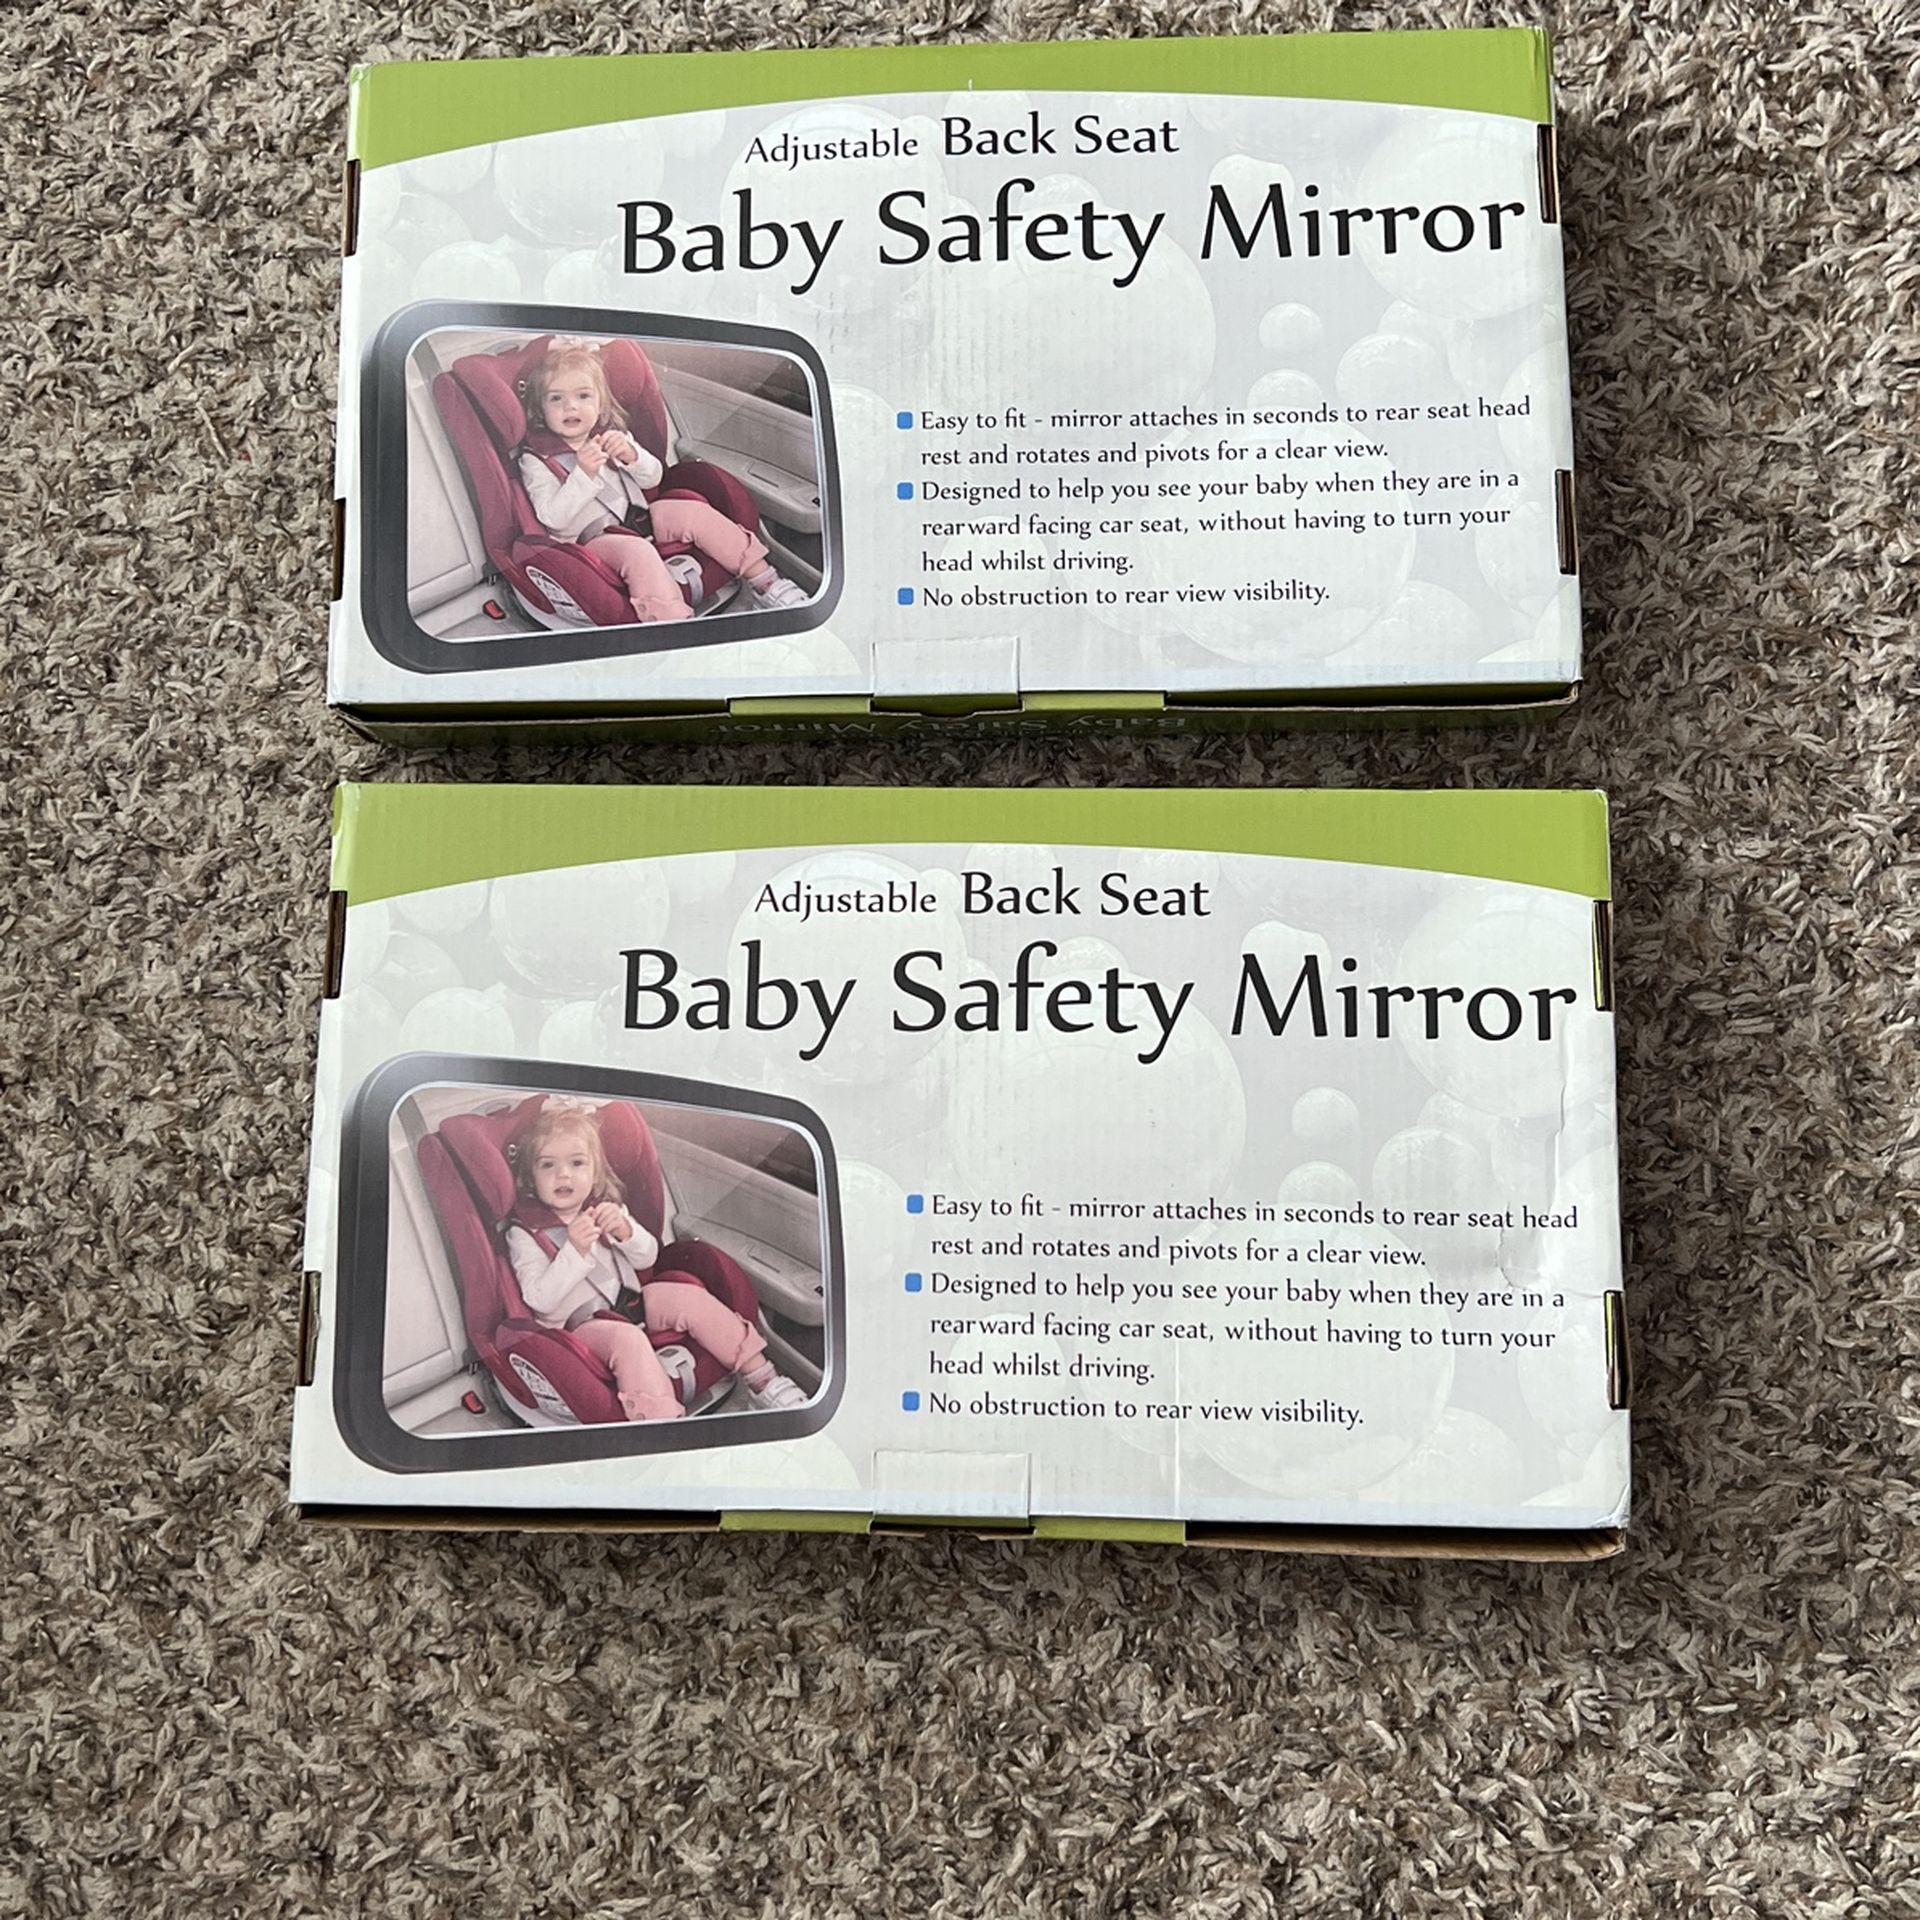 Adjustable Back Seat
Baby Safety Mirror
Easy to fit - mirror attaches in seconds to rear seat head
rest and rotates and pivots for a clear view.
Designed to help you see your baby when they are in a
rearward facing car seat, without having to turn your
head whilst driving.
No obstruction to rear view visibility.
Baby Safety Mirror
Adjustable Back Seat
Baby Safety Mirror
Easy to fit - mirror attaches in seconds to rear seat head
rest and rotates and pivots for a clear view.
Designed to help you see your baby when they are in a
rearward facing car seat, without having to turn your
head whilst driving.
No obstruction to rear view visibility.